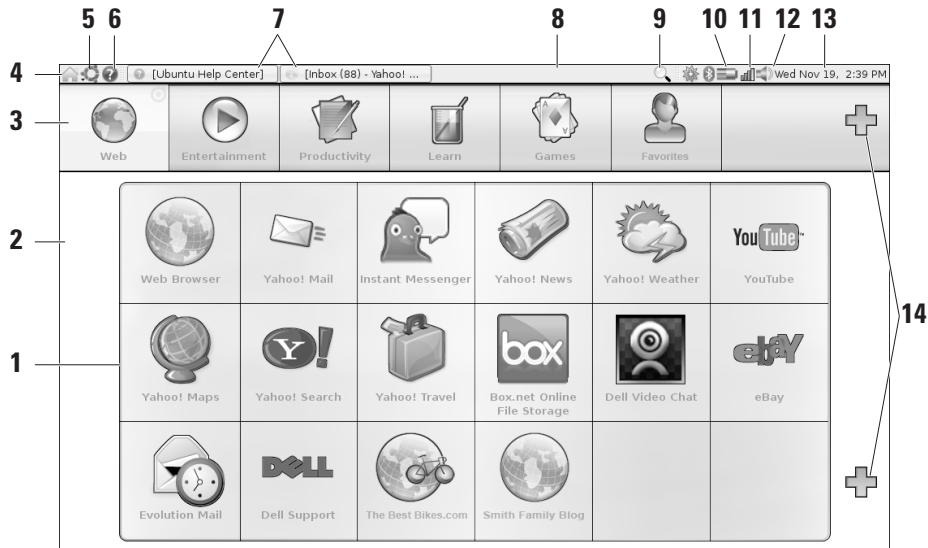 5 6 7 8 9 10 11 12 13
4 [Ubuntu Help Center] [Inbox (88) - Yahoo! ... Wed Nov 19, 2:39 PM
3
Web Entertainment Productivity Learn Games Favorites
2
You Tube™
Web Browser Yahoo! Mail Instant Messenger Yahoo! News Yahoo! Weather YouTube
14
1
Y! box ebay
Yahoo! Maps Yahoo! Search Yahoo! Travel Box.net Online File Storage Dell Video Chat eBay
DELL
Evolution Mail Dell Support The Best Bikes.com Smith Family Blog